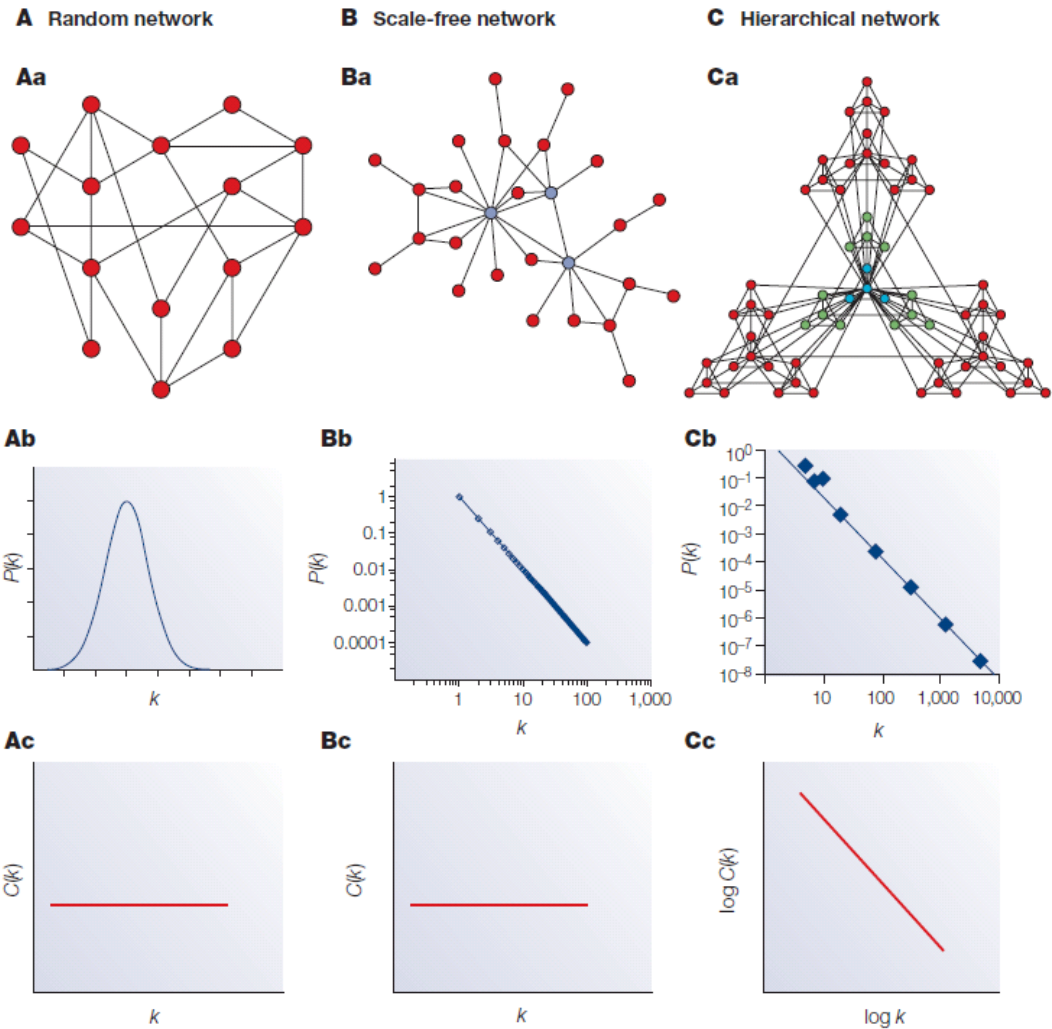 A Random network
B Scale-free network
C Hierarchical network
Aa
Ba
Ca
Ab
P(k)
k
Bb
1
0.1
0.01
0.001
0.0001
P(k)
1 10 100 1,000
k
Cb
10⁰
10⁻¹
10⁻²
10⁻³
10⁻⁴
10⁻⁵
10⁻⁶
10⁻⁷
10⁻⁸
P(k)
10 100 1,000 10,000
k
Ac
C(k)
k
Bc
C(k)
k
Cc
log C(k)
log k